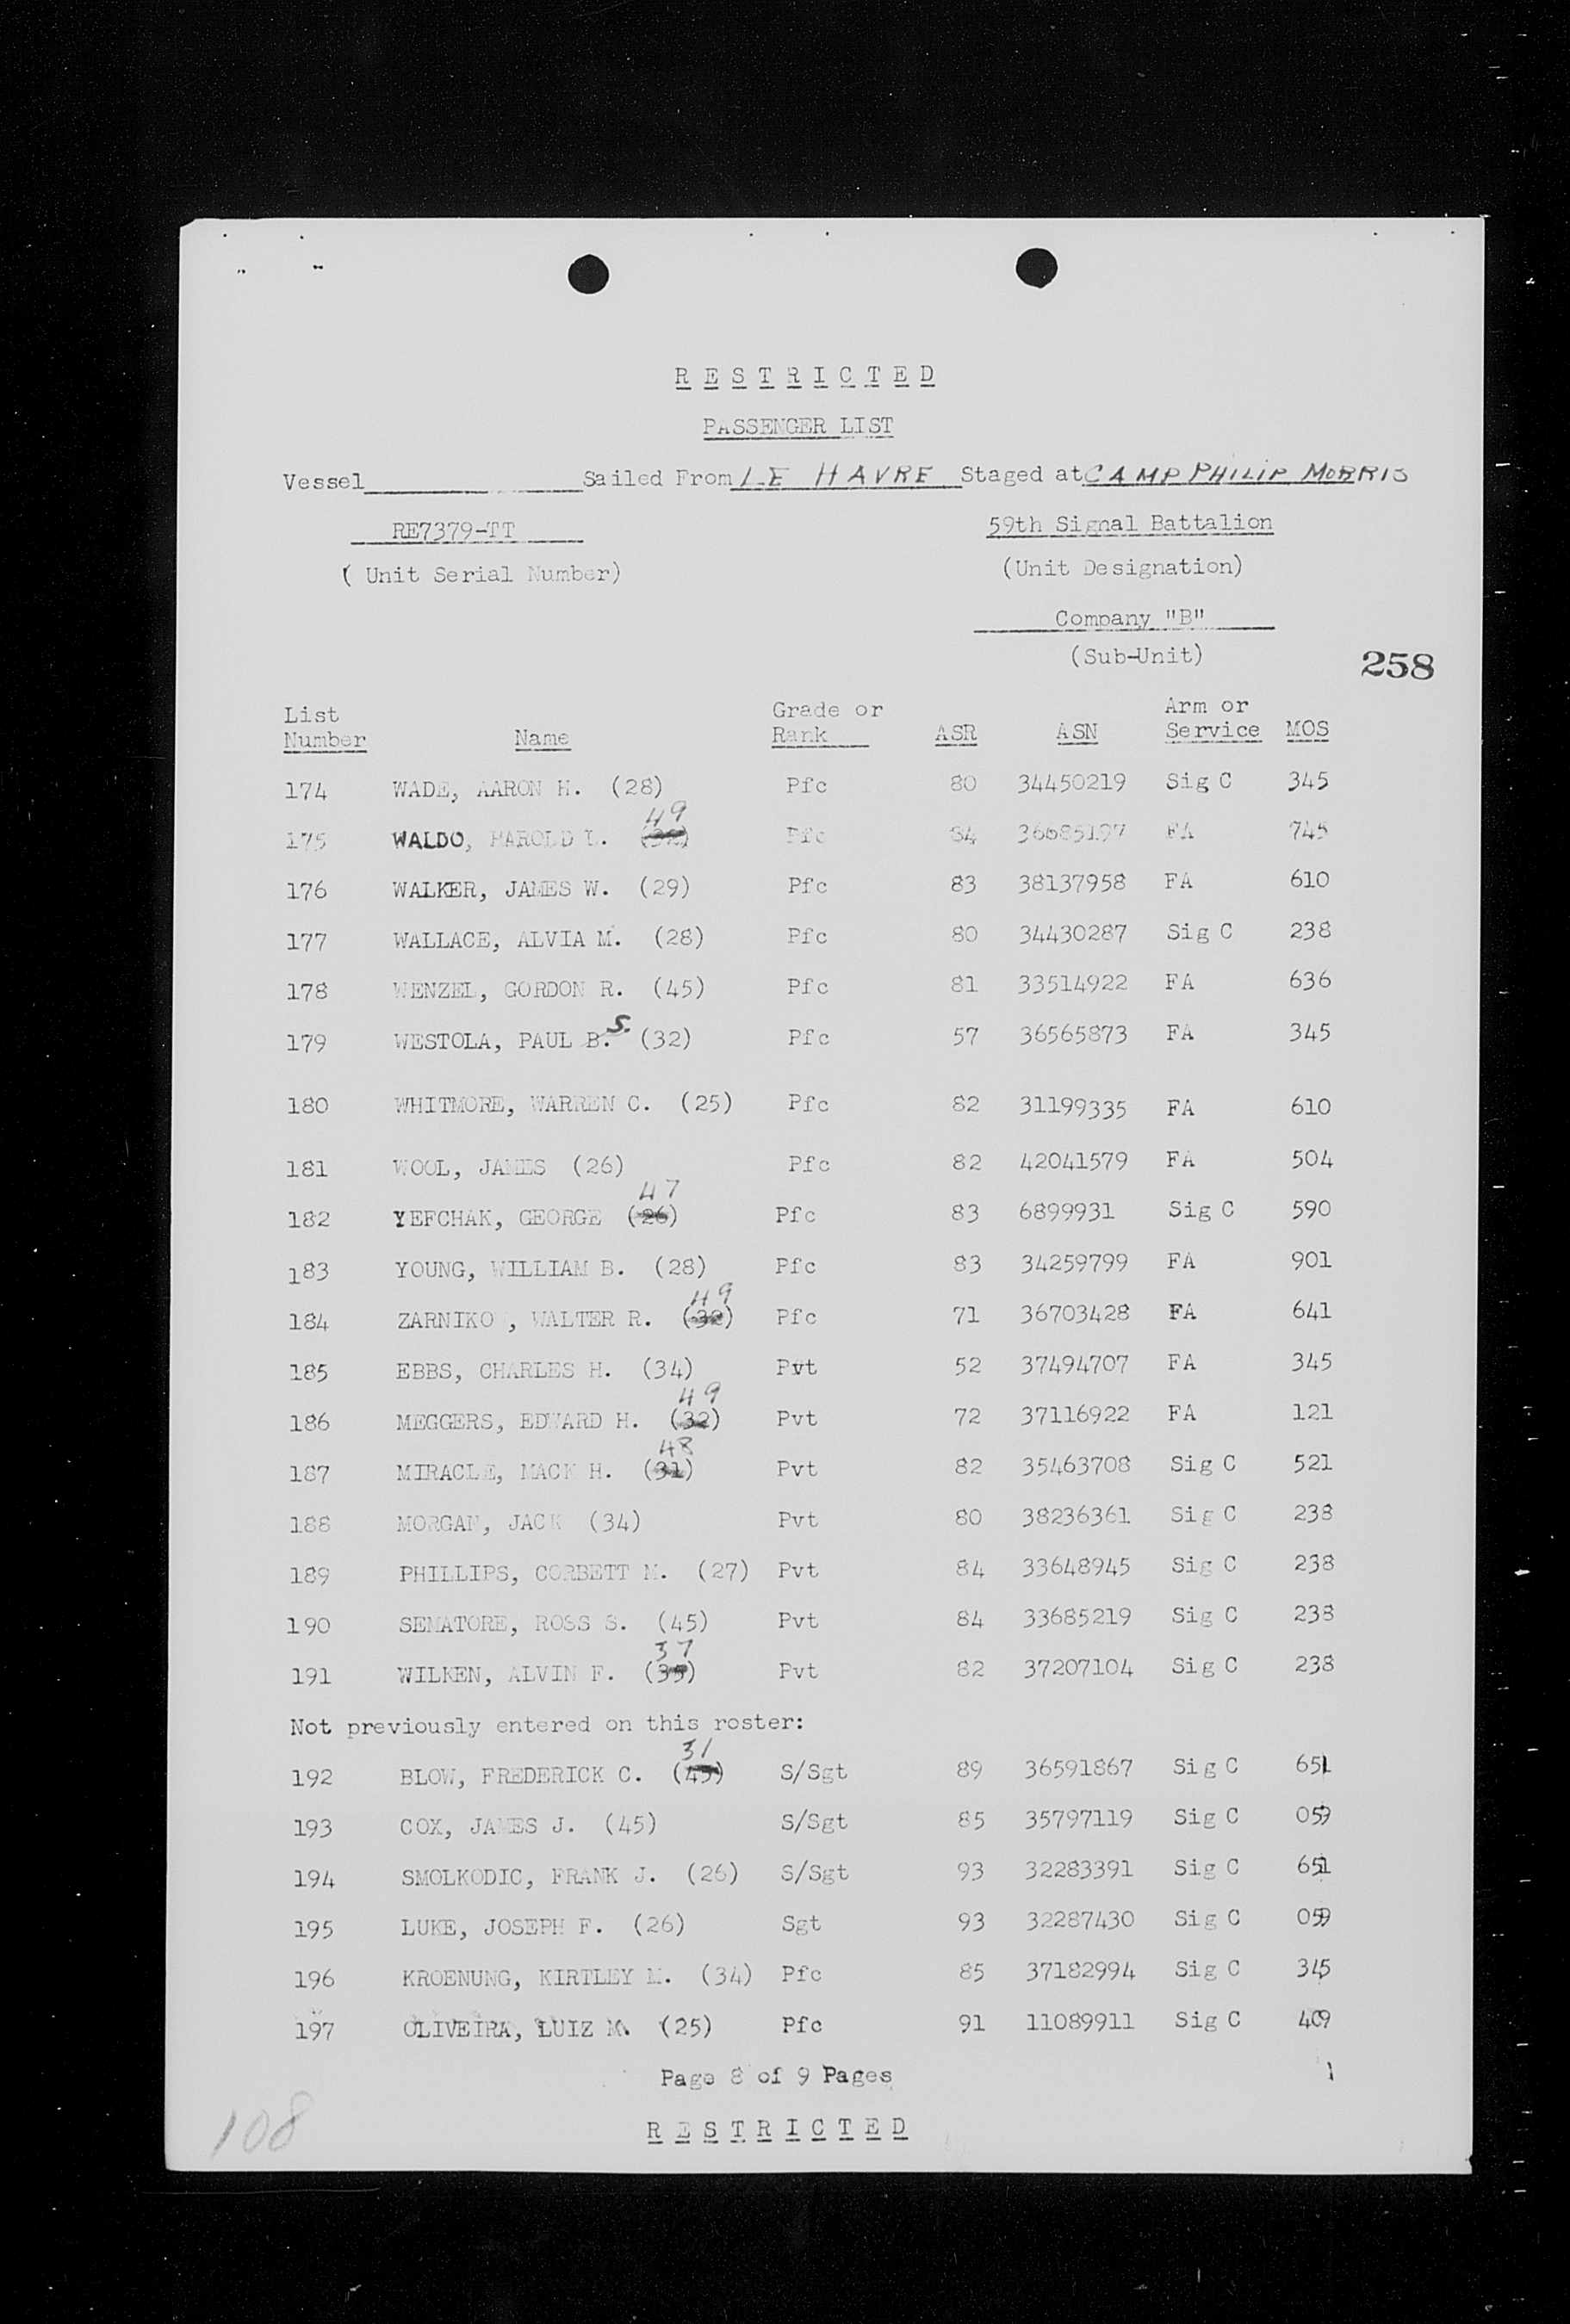 R E S T R I C T E D
PASSENGER LIST
Vessel Sailed From LE HAVRE Staged at CAMP PHILIP MORRIS
RE7379-TT 59th Signal Battalion
( Unit Serial Number) (Unit Designation)
Company "B"
(Sub-Unit)
258
List Number Name Grade or Rank ASR ASN Arm or Service MOS
174 WADE, AARON H. (28) Pfc 80 34450219 Sig C 345
49
175 WALDO, HAROLD L. Pfc 84 36685197 FA 745
176 WALKER, JAMES W. (29) Pfc 83 38137958 FA 610
177 WALLACE, ALVIA M. (28) Pfc 80 34430287 Sig C 238
178 WENZEL, GORDON R. (45) Pfc 81 33514922 FA 636
S.
179 WESTOLA, PAUL B. (32) Pfc 57 36565873 FA 345
180 WHITMORE, WARREN C. (25) Pfc 82 31199335 FA 610
181 WOOL, JAMES (26) Pfc 82 42041579 FA 504
47
182 YEFCHAK, GEORGE (26) Pfc 83 6899931 Sig C 590
183 YOUNG, WILLIAM B. (28) Pfc 83 34259799 FA 901
49
184 ZARNIKO , WALTER R. (32) Pfc 71 36703428 FA 641
185 EBBS, CHARLES H. (34) Pvt 52 37494707 FA 345
49
186 MEGGERS, EDWARD H. (32) Pvt 72 37116922 FA 121
48
187 MIRACLE, MACK H. (31) Pvt 82 35463708 Sig C 521
188 MORGAN, JACK (34) Pvt 80 38236361 Sig C 238
189 PHILLIPS, CORBETT M. (27) Pvt 84 33648945 Sig C 238
190 SENATORE, ROSS S. (45) Pvt 84 33685219 Sig C 238
37
191 WILKEN, ALVIN F. (35) Pvt 82 37207104 Sig C 238
Not previously entered on this roster:
31
192 BLOW, FREDERICK C. (45) S/Sgt 89 36591867 Sig C 651
193 COX, JAMES J. (45) S/Sgt 85 35797119 Sig C 059
194 SMOLKODIC, FRANK J. (26) S/Sgt 93 32283391 Sig C 651
195 LUKE, JOSEPH F. (26) Sgt 93 32287430 Sig C 059
196 KROENUNG, KIRTLEY M. (34) Pfc 85 37182994 Sig C 345
197 OLIVEIRA, LUIZ M. (25) Pfc 91 11089911 Sig C 409
Page 8 of 9 Pages
108
R E S T R I C T E D